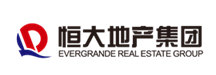 恒大地产集团
EVERGRANDE REAL ESTATE GROUP